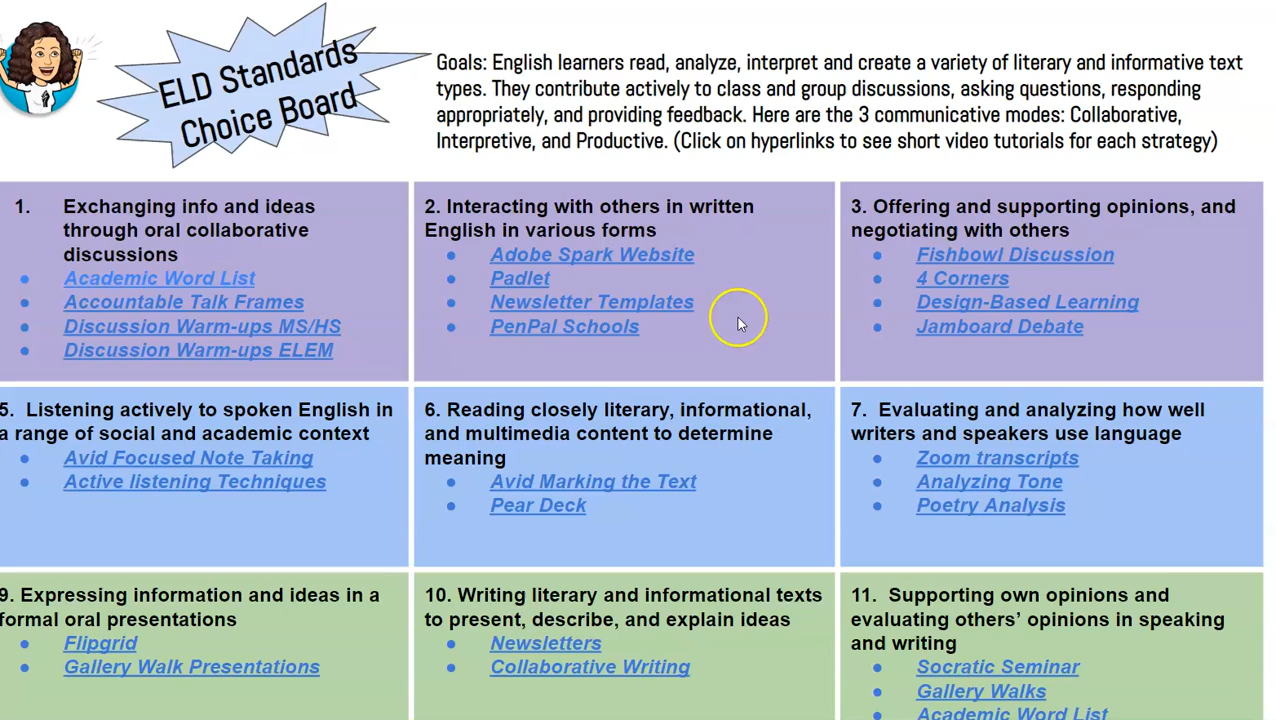 ELD Standards
Choice Board
Goals: English learners read, analyze, interpret and create a variety of literary and informative text
types. They contribute actively to class and group discussions, asking questions, responding
appropriately, and providing feedback. Here are the 3 communicative modes: Collaborative,
Interpretive, and Productive. (Click on hyperlinks to see short video tutorials for each strategy)
1. Exchanging info and ideas
through oral collaborative
discussions
● Academic Word List
● Accountable Talk Frames
● Discussion Warm-ups MS/HS
● Discussion Warm-ups ELEM
2. Interacting with others in written
English in various forms
● Adobe Spark Website
● Padlet
● Newsletter Templates
● PenPal Schools
3. Offering and supporting opinions, and
negotiating with others
● Fishbowl Discussion
● 4 Corners
● Design-Based Learning
● Jamboard Debate
5. Listening actively to spoken English in
a range of social and academic context
● Avid Focused Note Taking
● Active listening Techniques
6. Reading closely literary, informational,
and multimedia content to determine
meaning
● Avid Marking the Text
● Pear Deck
7. Evaluating and analyzing how well
writers and speakers use language
● Zoom transcripts
● Analyzing Tone
● Poetry Analysis
9. Expressing information and ideas in a
formal oral presentations
● Flipgrid
● Gallery Walk Presentations
10. Writing literary and informational texts
to present, describe, and explain ideas
● Newsletters
● Collaborative Writing
11. Supporting own opinions and
evaluating others’ opinions in speaking
and writing
● Socratic Seminar
● Gallery Walks
● Academic Word List